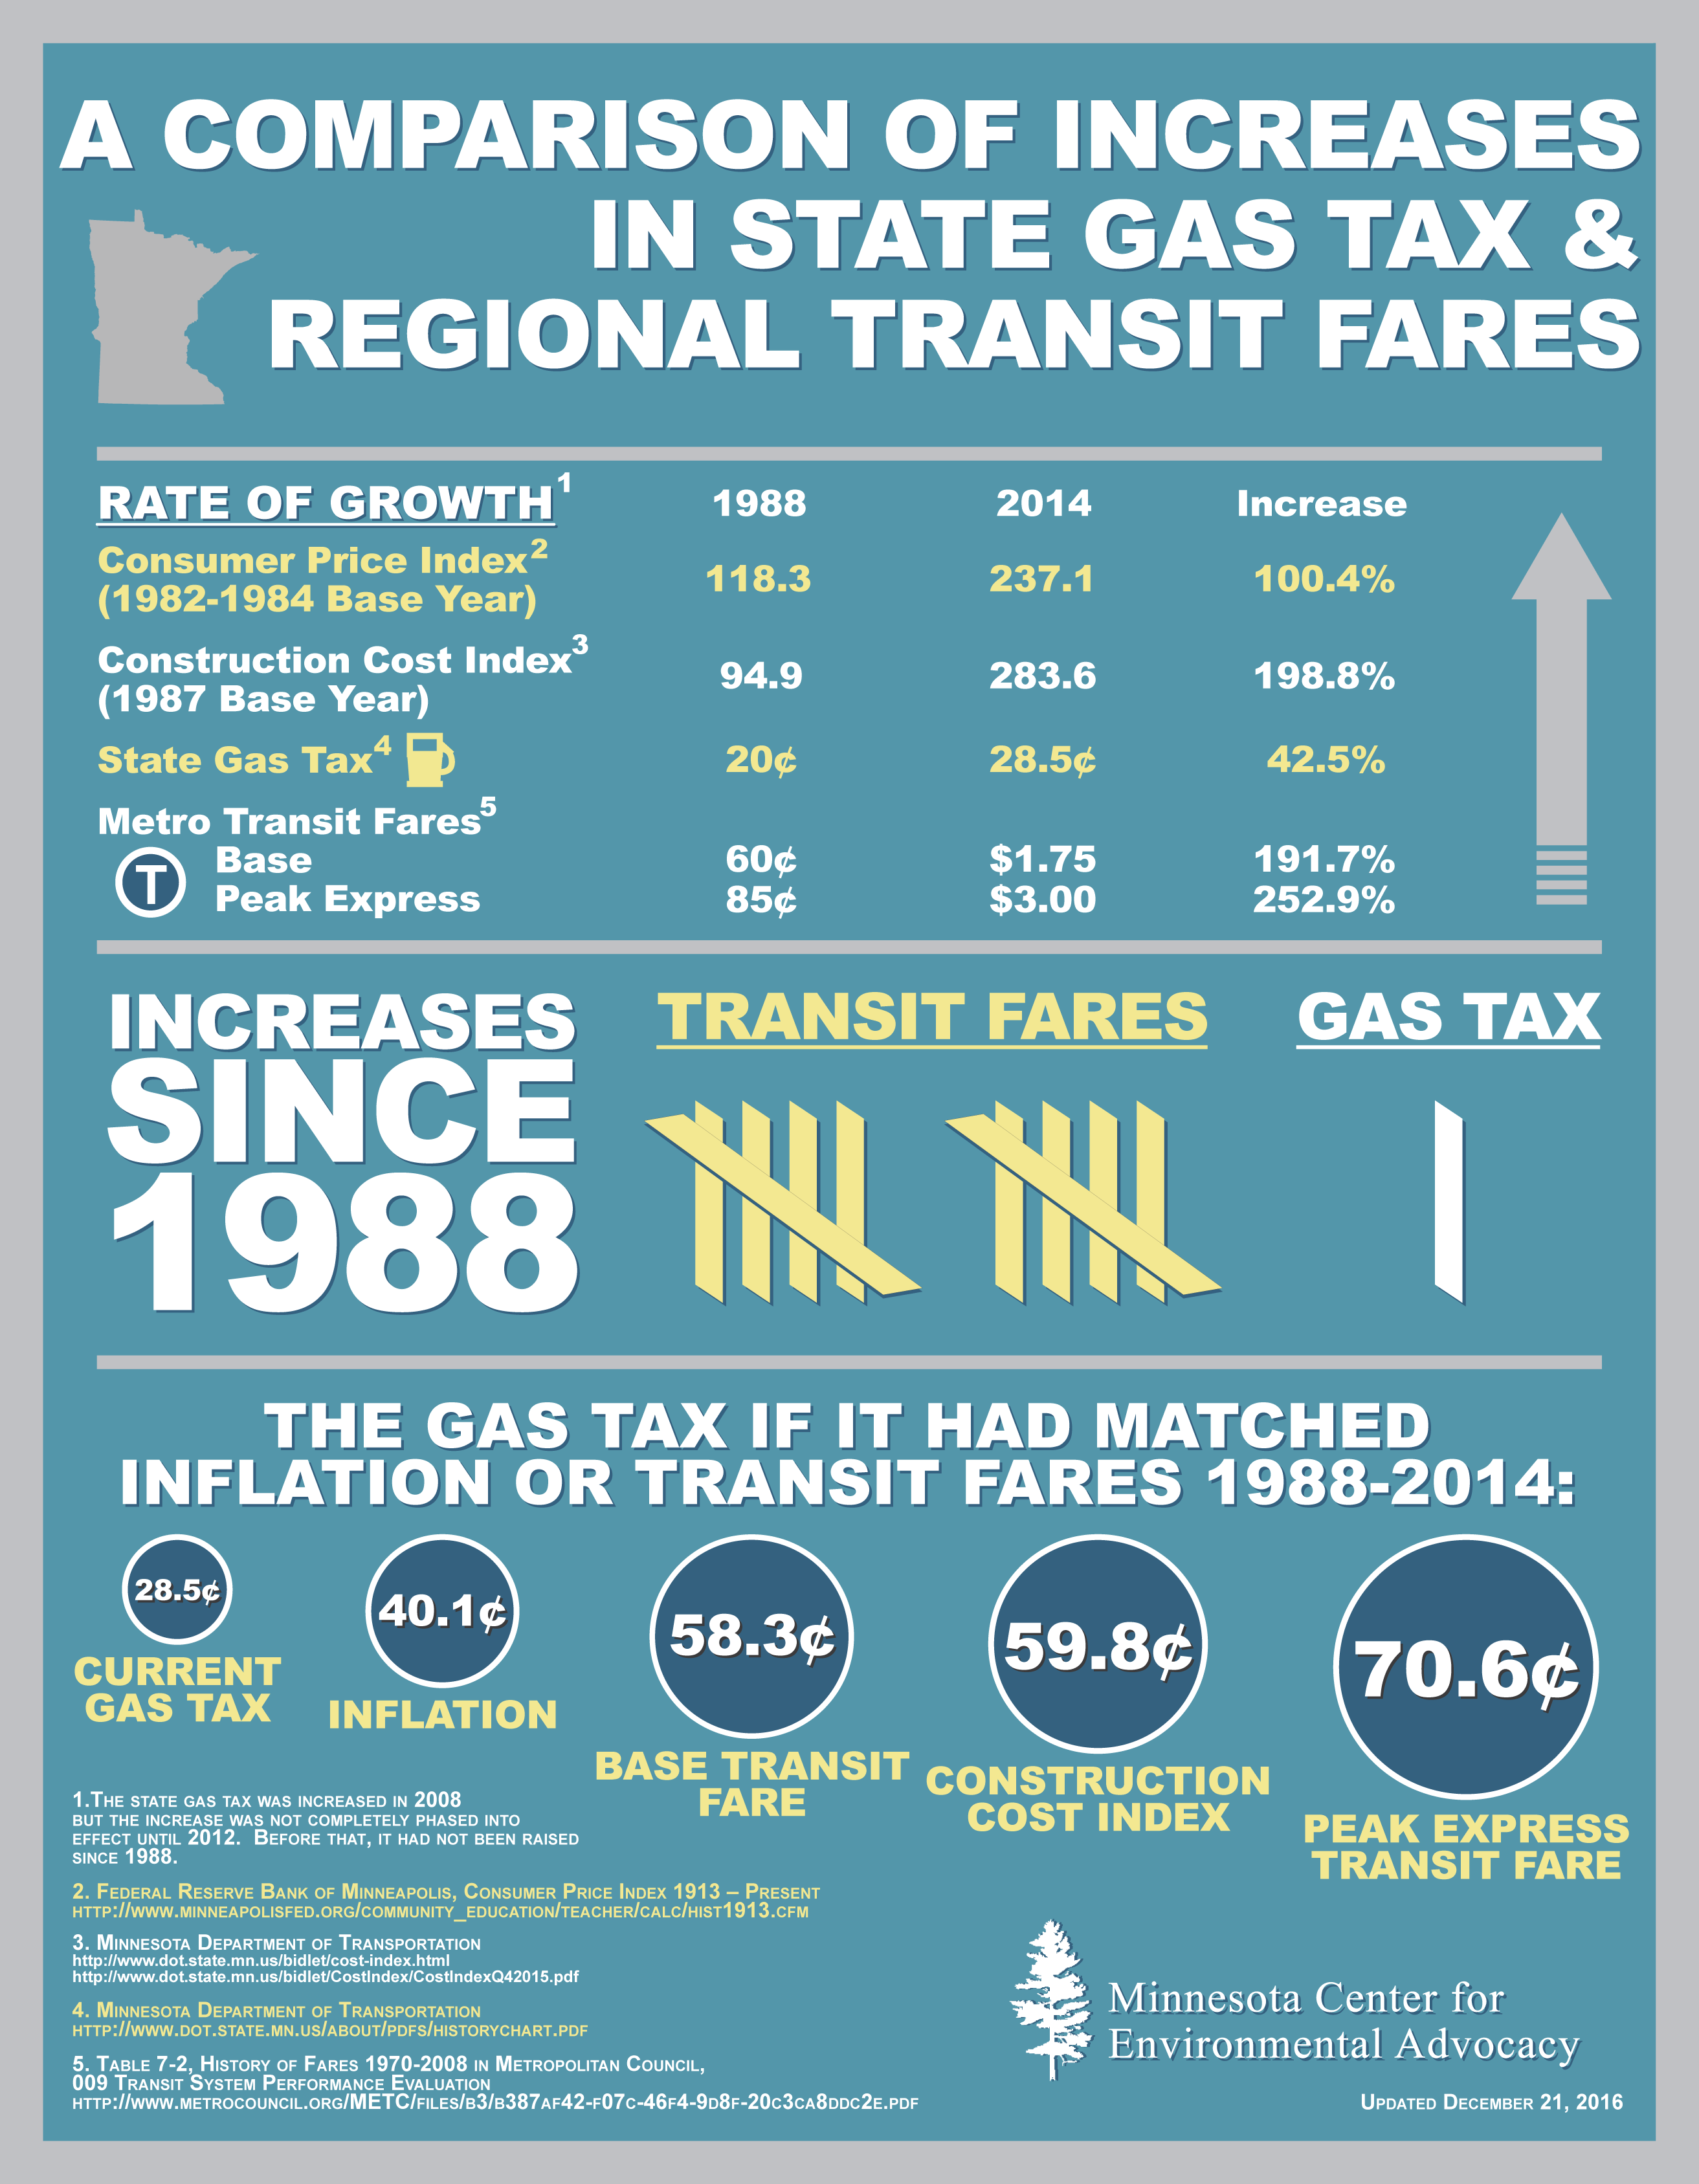 A COMPARISON OF INCREASES
IN STATE GAS TAX &
REGIONAL TRANSIT FARES
RATE OF GROWTH1 1988 2014 Increase
Consumer Price Index2
(1982-1984 Base Year) 118.3 237.1 100.4%
Construction Cost Index3
(1987 Base Year) 94.9 283.6 198.8%
State Gas Tax4 20¢ 28.5¢ 42.5%
Metro Transit Fares5
T
Base 60¢ $1.75 191.7%
Peak Express 85¢ $3.00 252.9%
INCREASES
SINCE
1988
TRANSIT FARES
GAS TAX
THE GAS TAX IF IT HAD MATCHED
INFLATION OR TRANSIT FARES 1988-2014:
28.5¢
CURRENT
GAS TAX
40.1¢
INFLATION
58.3¢
BASE TRANSIT
FARE
59.8¢
CONSTRUCTION
COST INDEX
70.6¢
PEAK EXPRESS
TRANSIT FARE
1.THE STATE GAS TAX WAS INCREASED IN 2008
BUT THE INCREASE WAS NOT COMPLETELY PHASED INTO
EFFECT UNTIL 2012. BEFORE THAT, IT HAD NOT BEEN RAISED
SINCE 1988.
2. FEDERAL RESERVE BANK OF MINNEAPOLIS, CONSUMER PRICE INDEX 1913 – PRESENT
HTTP://WWW.MINNEAPOLISFED.ORG/COMMUNITY_EDUCATION/TEACHER/CALC/HIST1913.CFM
3. MINNESOTA DEPARTMENT OF TRANSPORTATION
http://www.dot.state.mn.us/bidlet/cost-index.html
http://www.dot.state.mn.us/bidlet/CostIndex/CostIndexQ42015.pdf
4. MINNESOTA DEPARTMENT OF TRANSPORTATION
HTTP://WWW.DOT.STATE.MN.US/ABOUT/PDFS/HISTORYCHART.PDF
5. TABLE 7-2, HISTORY OF FARES 1970-2008 IN METROPOLITAN COUNCIL,
009 TRANSIT SYSTEM PERFORMANCE EVALUATION
HTTP://WWW.METROCOUNCIL.ORG/METC/FILES/B3/B387AF42-F07C-46F4-9D8F-20C3CA8DDC2E.PDF
Minnesota Center for
Environmental Advocacy
UPDATED DECEMBER 21, 2016